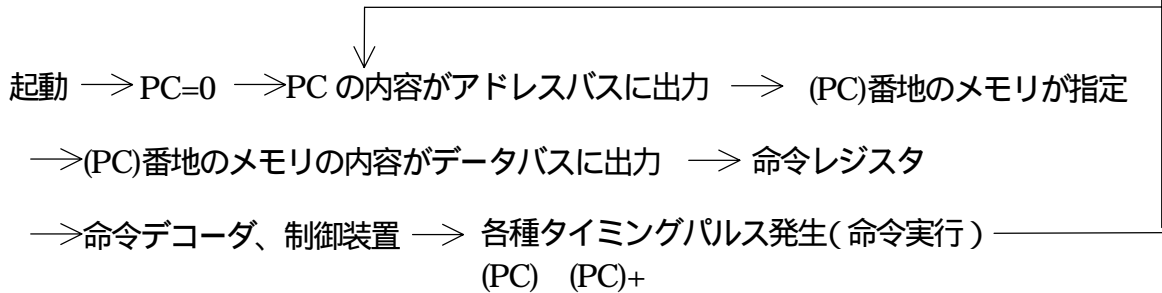 起動 → PC=0 → PC の内容がアドレスバスに出力 → (PC)番地のメモリが指定
→(PC)番地のメモリの内容がデータバスに出力 → 命令レジスタ
→命令デコーダ、制御装置 → 各種タイミングパルス発生(命令実行)
(PC) (PC)+